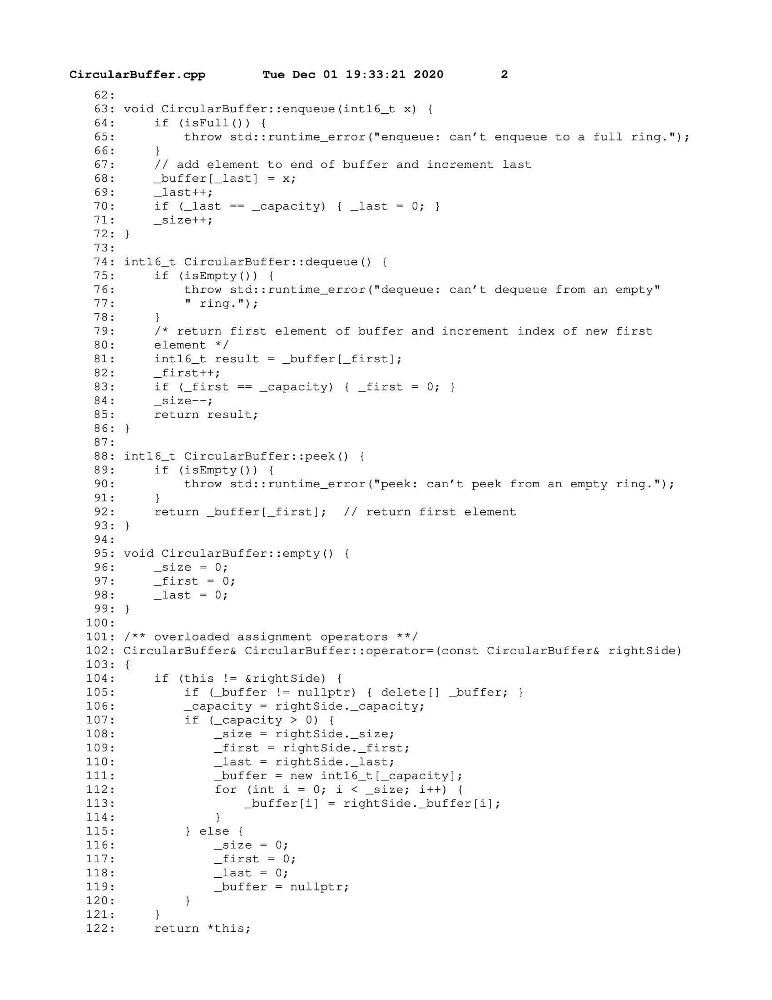 CircularBuffer.cpp        Tue Dec 01 19:33:21 2020        2
62:
63: void CircularBuffer::enqueue(int16_t x) {
64:     if (isFull()) {
65:         throw std::runtime_error("enqueue: can’t enqueue to a full ring.");
66:     }
67:     // add element to end of buffer and increment last
68:     _buffer[_last] = x;
69:     _last++;
70:     if (_last == _capacity) { _last = 0; }
71:     _size++;
72: }
73:
74: int16_t CircularBuffer::dequeue() {
75:     if (isEmpty()) {
76:         throw std::runtime_error("dequeue: can’t dequeue from an empty"
77:         " ring.");
78:     }
79:     /* return first element of buffer and increment index of new first
80:     element */
81:     int16_t result = _buffer[_first];
82:     _first++;
83:     if (_first == _capacity) { _first = 0; }
84:     _size--;
85:     return result;
86: }
87:
88: int16_t CircularBuffer::peek() {
89:     if (isEmpty()) {
90:         throw std::runtime_error("peek: can’t peek from an empty ring.");
91:     }
92:     return _buffer[_first];  // return first element
93: }
94:
95: void CircularBuffer::empty() {
96:     _size = 0;
97:     _first = 0;
98:     _last = 0;
99: }
100:
101: /** overloaded assignment operators **/
102: CircularBuffer& CircularBuffer::operator=(const CircularBuffer& rightSide)
103: {
104:     if (this != &rightSide) {
105:         if (_buffer != nullptr) { delete[] _buffer; }
106:         _capacity = rightSide._capacity;
107:         if (_capacity > 0) {
108:             _size = rightSide._size;
109:             _first = rightSide._first;
110:             _last = rightSide._last;
111:             _buffer = new int16_t[_capacity];
112:             for (int i = 0; i < _size; i++) {
113:                 _buffer[i] = rightSide._buffer[i];
114:             }
115:         } else {
116:             _size = 0;
117:             _first = 0;
118:             _last = 0;
119:             _buffer = nullptr;
120:         }
121:     }
122:     return *this;